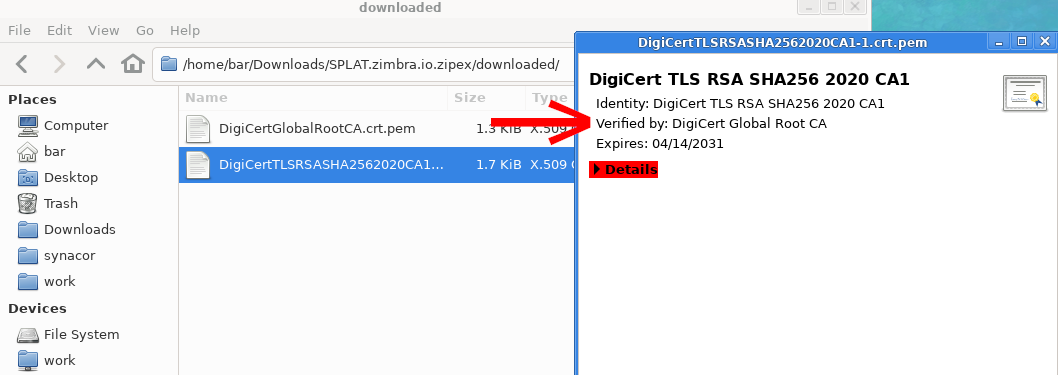 downloaded
File Edit View Go Help
/home/bar/Downloads/SPLAT.zimbra.io.zipex/downloaded/
Places
Computer
bar
Desktop
Trash
Downloads
synacor
work
Devices
File System
work
Name Size Type
DigiCertGlobalRootCA.crt.pem 1.3 KiB X.509
DigiCertTLSRSASHA2562020CA1... 1.7 KiB X.509
DigiCertTLSRSASHA2562020CA1-1.crt.pem
DigiCert TLS RSA SHA256 2020 CA1
Identity: DigiCert TLS RSA SHA256 2020 CA1
Verified by: DigiCert Global Root CA
Expires: 04/14/2031
Details